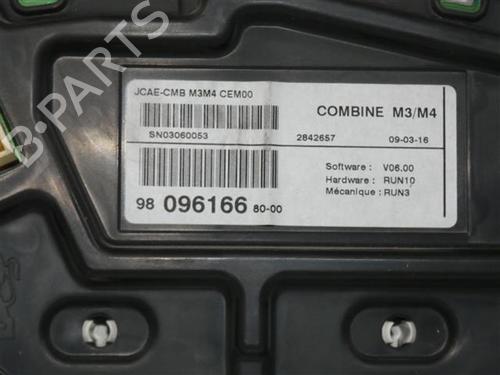 JCAE-CMB M3M4 CEM00
SN03060053
COMBINE M3/M4
2842657 09-03-16
Software : V06.00
Hardware : RUN10
Mécanique : RUN3
98 096166 80-00
B-PARTS